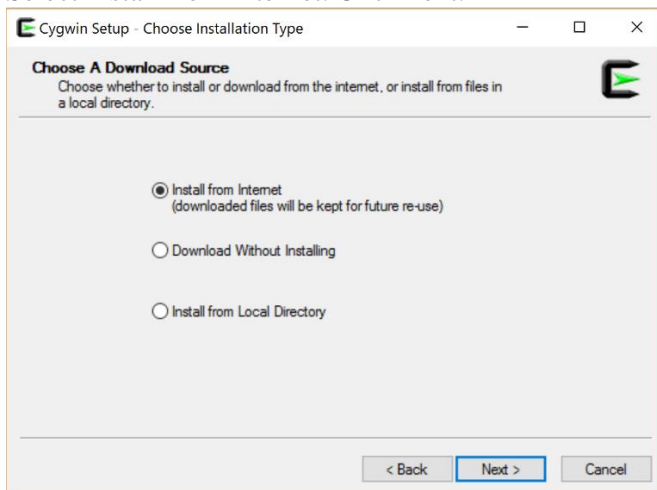 Cygwin Setup - Choose Installation Type
Choose A Download Source
Choose whether to install or download from the internet, or install from files in
a local directory.
Install from Internet
(downloaded files will be kept for future re-use)
Download Without Installing
Install from Local Directory
< Back
Next >
Cancel